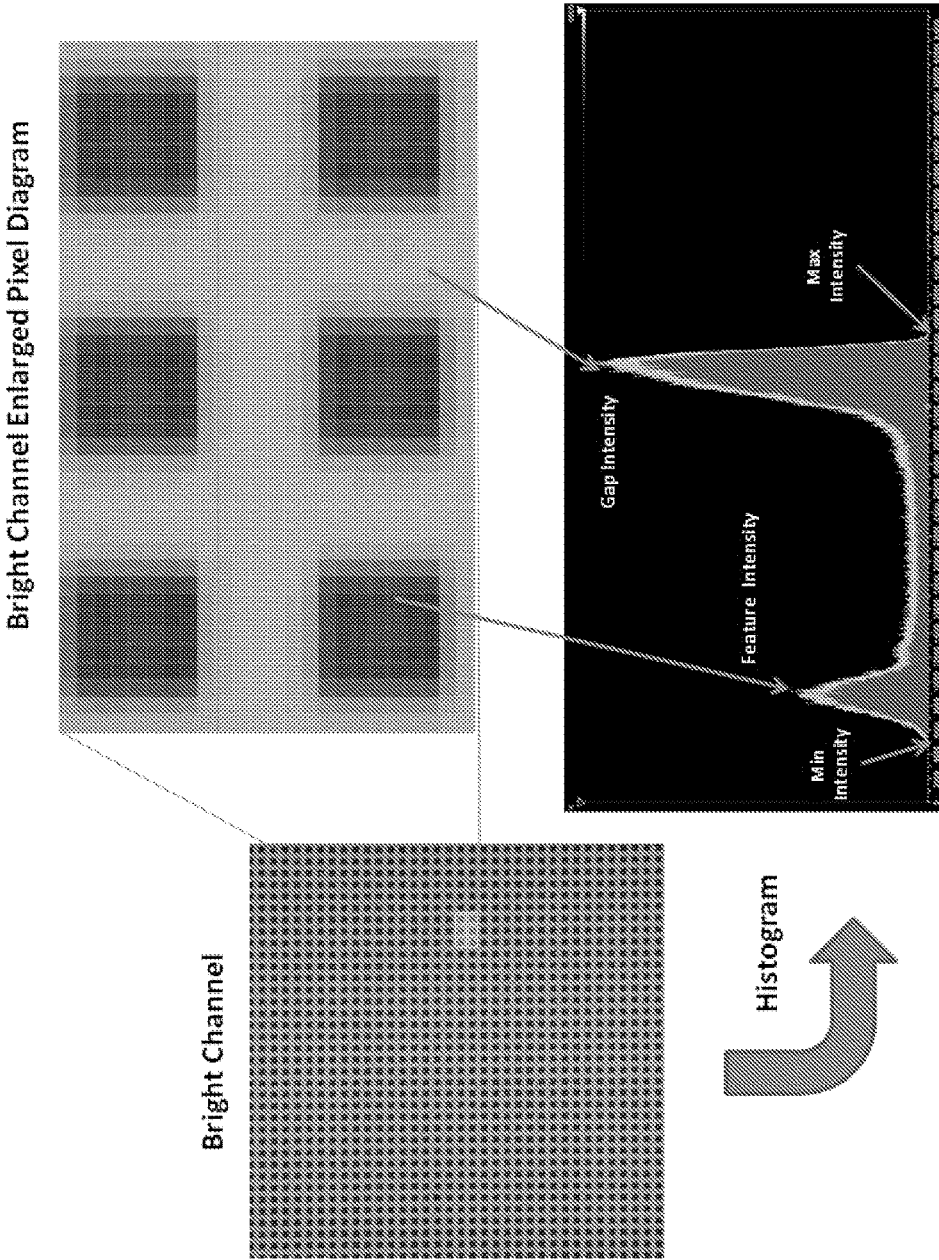 Bright Channel
Bright Channel Enlarged Pixel Diagram
Histogram
Min
Intensity
Feature Intensity
Gap Intensity
Max
Intensity